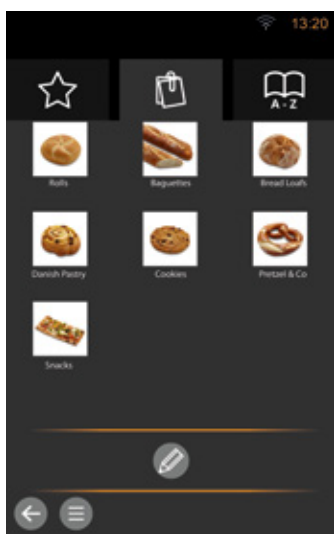 13:20
A-Z
Rolls
Baguettes
Bread Loafs
Danish Pastry
Cookies
Pretzel & Co
Snacks